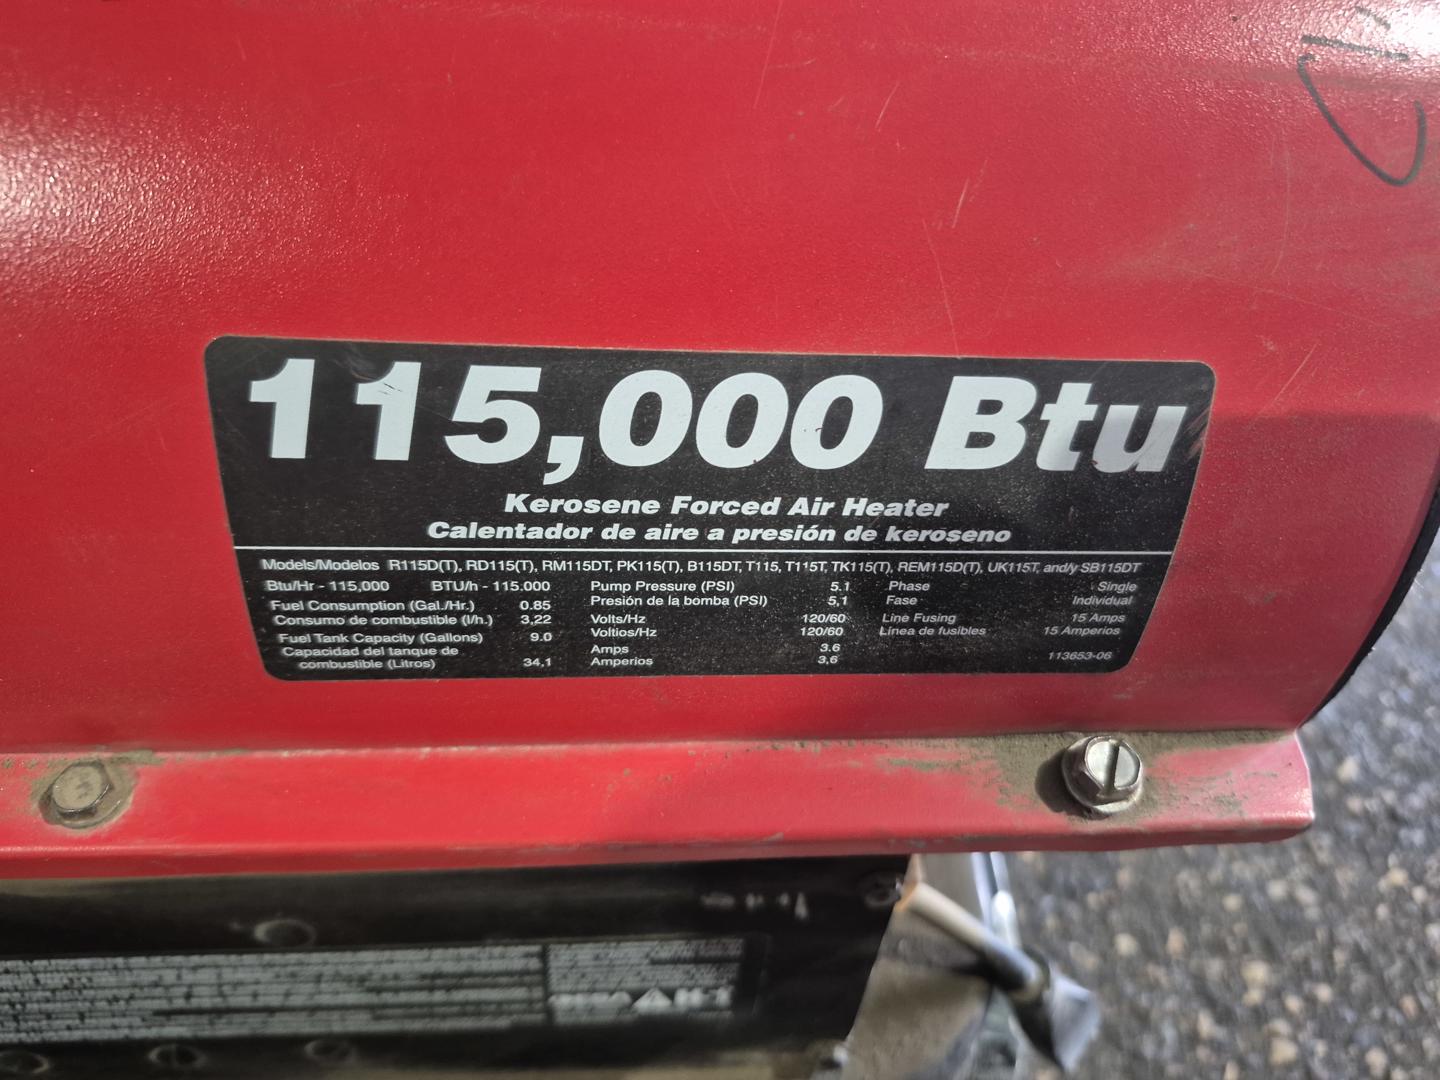 115,000 Btu
Kerosene Forced Air Heater
Calentador de aire a presión de keroseno
Models/Modelos R115D(T), RD115(T), RM115DT, PK115(T), B115DT, T115, T115T, TK115(T), REM115D(T), UK115T, and/y SB115DT
Btu/Hr - 115,000 BTU/h - 115.000
Fuel Consumption (Gal./Hr.) 0.85
Consumo de combustible (l/h.) 3,22
Fuel Tank Capacity (Gallons) 9.0
Capacidad del tanque de
combustible (Litros) 34,1
Pump Pressure (PSI) 5.1
Presión de la bomba (PSI) 5,1
Volts/Hz 120/60
Voltios/Hz 120/60
Amps 3.6
Amperios 3,6
Phase Single
Fase Individual
Line Fusing 15 Amps
Línea de fusibles 15 Amperios
113653-06